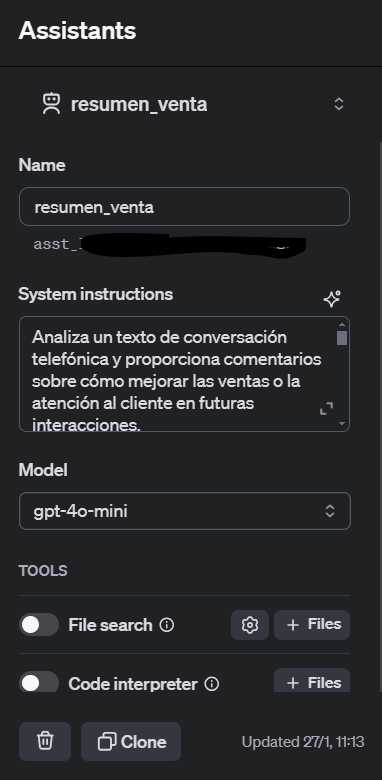 Assistants
resumen_venta
Name
resumen_venta
asst_
System instructions
Analiza un texto de conversación
telefónica y proporciona comentarios
sobre cómo mejorar las ventas o la
atención al cliente en futuras
interacciones.
Model
gpt-4o-mini
TOOLS
File search + Files
Code interpreter + Files
Clone Updated 27/1, 11:13